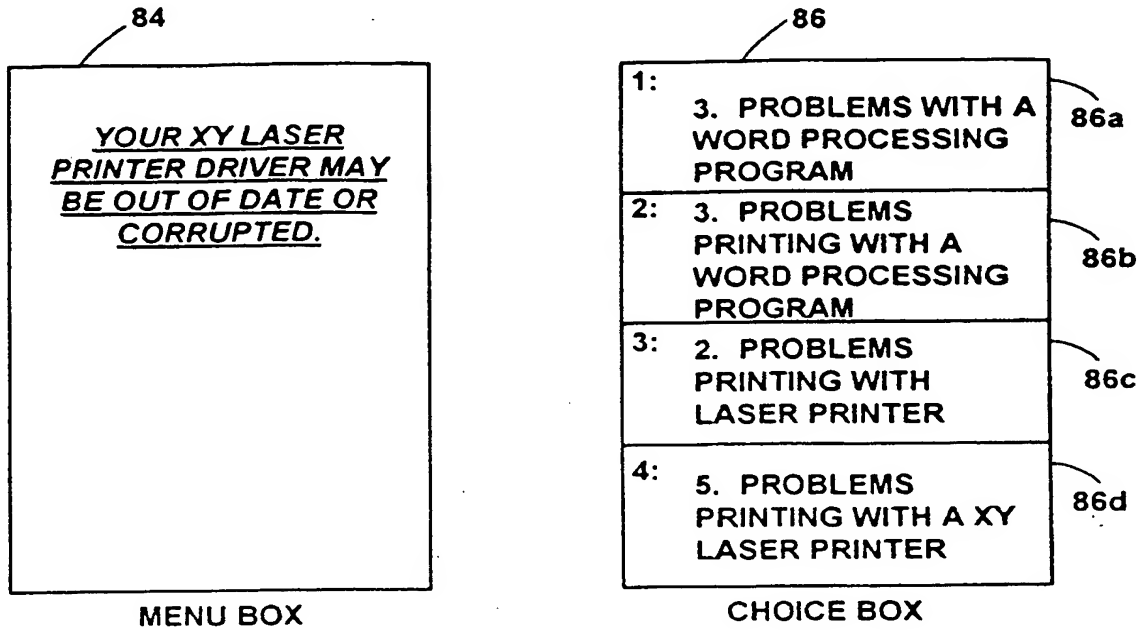 84
YOUR XY LASER
PRINTER DRIVER MAY
BE OUT OF DATE OR
CORRUPTED.
MENU BOX
86
1:
3. PROBLEMS WITH A
WORD PROCESSING
PROGRAM
86a
2: 3. PROBLEMS
PRINTING WITH A
WORD PROCESSING
PROGRAM
86b
3: 2. PROBLEMS
PRINTING WITH
LASER PRINTER
86c
4:
5. PROBLEMS
PRINTING WITH A XY
LASER PRINTER
86d
CHOICE BOX